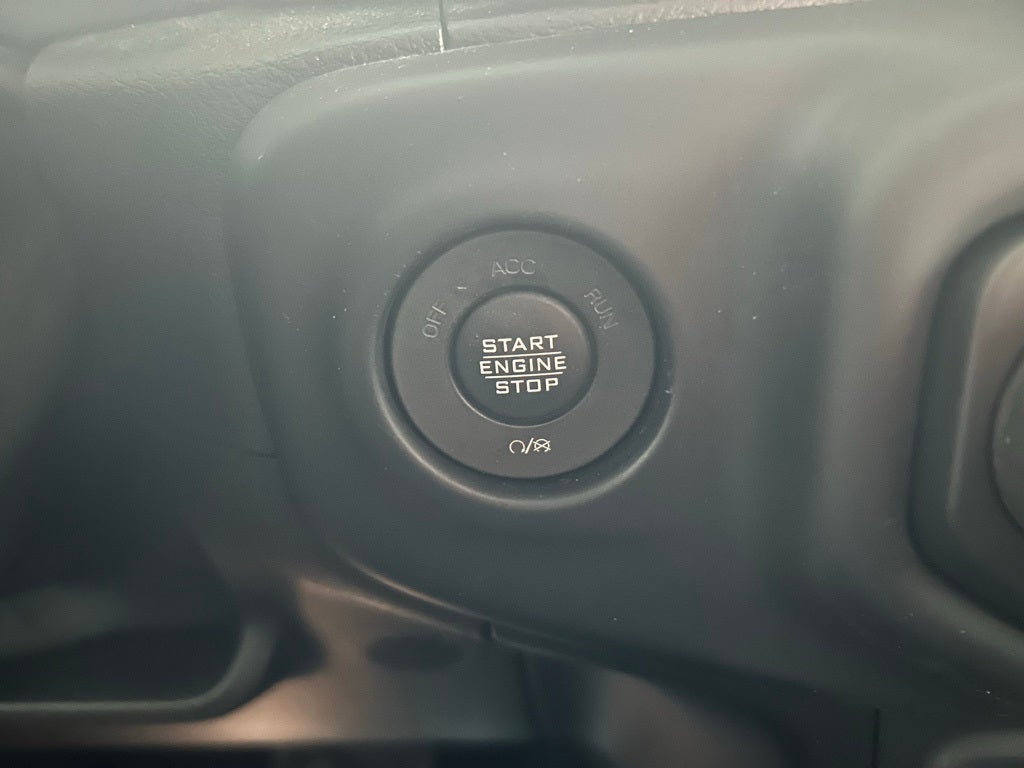 OFF ACC RUN
START
ENGINE
STOP